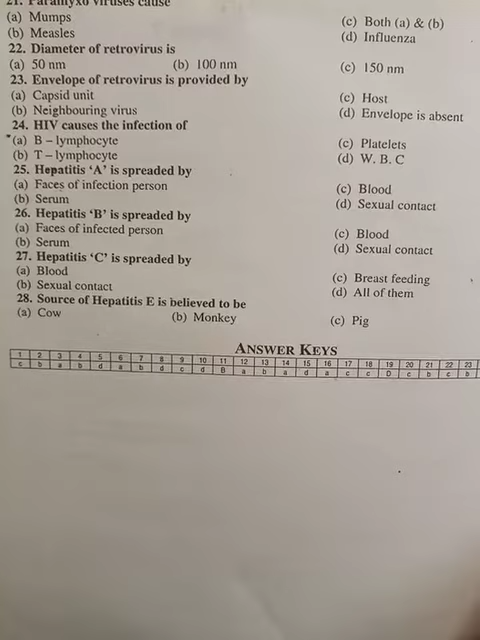 21. Paramyxo viruses cause
(a) Mumps (c) Both (a) & (b)
(b) Measles (d) Influenza
22. Diameter of retrovirus is
(a) 50 nm (b) 100 nm (c) 150 nm
23. Envelope of retrovirus is provided by
(a) Capsid unit (c) Host
(b) Neighbouring virus (d) Envelope is absent
24. HIV causes the infection of
(a) B – lymphocyte (c) Platelets
(b) T – lymphocyte (d) W. B. C
25. Hepatitis ‘A’ is spreaded by
(a) Faces of infection person (c) Blood
(b) Serum (d) Sexual contact
26. Hepatitis ‘B’ is spreaded by
(a) Faces of infected person (c) Blood
(b) Serum (d) Sexual contact
27. Hepatitis ‘C’ is spreaded by
(a) Blood (c) Breast feeding
(b) Sexual contact (d) All of them
28. Source of Hepatitis E is believed to be
(a) Cow (b) Monkey (c) Pig
ANSWER KEYS
1 2 3 4 5 6 7 8 9 10 11 12 13 14 15 16 17 18 19 20 21 22 23
c b a b d a b d c d B a b a d a c c D c b c b